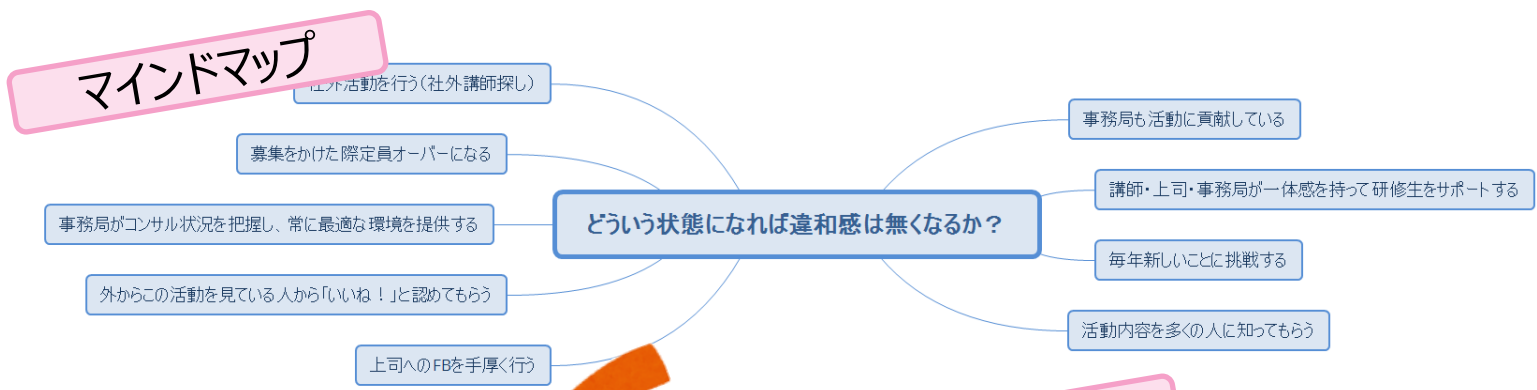 マインドマップ
社外活動を行う(社外講師探し)
募集をかけた際定員オーバーになる
事務局がコンサル状況を把握し、常に最適な環境を提供する
外からこの活動を見ている人から「いいね!」と認めてもらう
上司へのFBを手厚く行う
どういう状態になれば違和感は無くなるか?
事務局も活動に貢献している
講師・上司・事務局が一体感を持って研修生をサポートする
毎年新しいことに挑戦する
活動内容を多くの人に知ってもらう